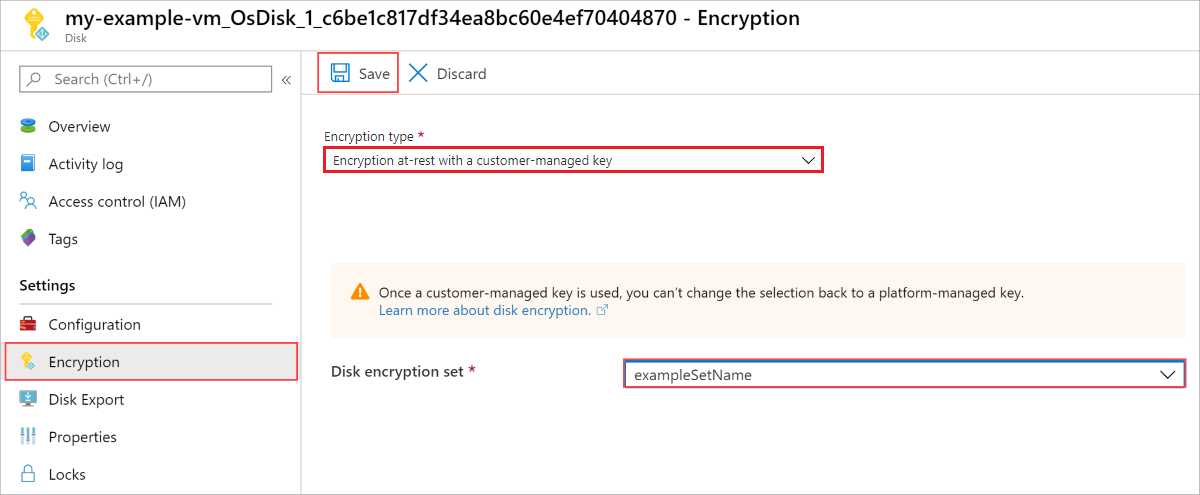 my-example-vm_OsDisk_1_c6be1c817df34ea8bc60e4ef70404870 - Encryption
Disk
Search (Ctrl+/)
«
Save
Discard
Overview
Activity log
Access control (IAM)
Tags
Settings
Configuration
Encryption
Disk Export
Properties
Locks
Encryption type *
Encryption at-rest with a customer-managed key
Once a customer-managed key is used, you can't change the selection back to a platform-managed key.
Learn more about disk encryption.
Disk encryption set *
exampleSetName